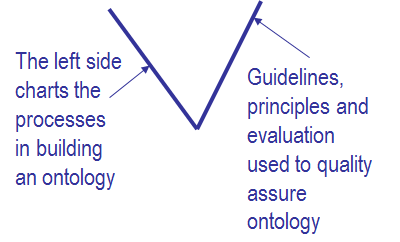 The left side
charts the
processes
in building
an ontology
Guidelines,
principles and
evaluation
used to quality
assure
ontology